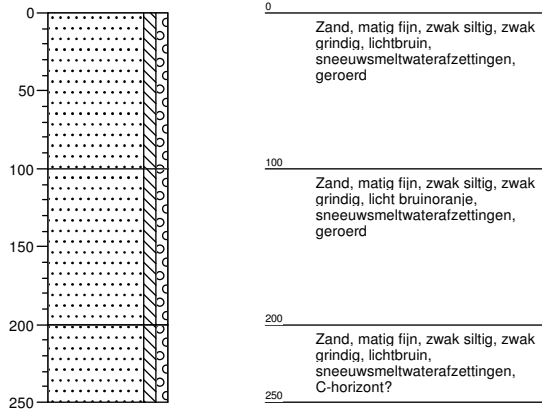 0
50
100
150
200
250
0
Zand, matig fijn, zwak siltig, zwak
grindig, lichtbruin,
sneeuwsmeltwaterafzettingen,
geroerd
100
Zand, matig fijn, zwak siltig, zwak
grindig, licht bruinoranje,
sneeuwsmeltwaterafzettingen,
geroerd
200
Zand, matig fijn, zwak siltig, zwak
grindig, lichtbruin,
sneeuwsmeltwaterafzettingen,
C-horizont?
250